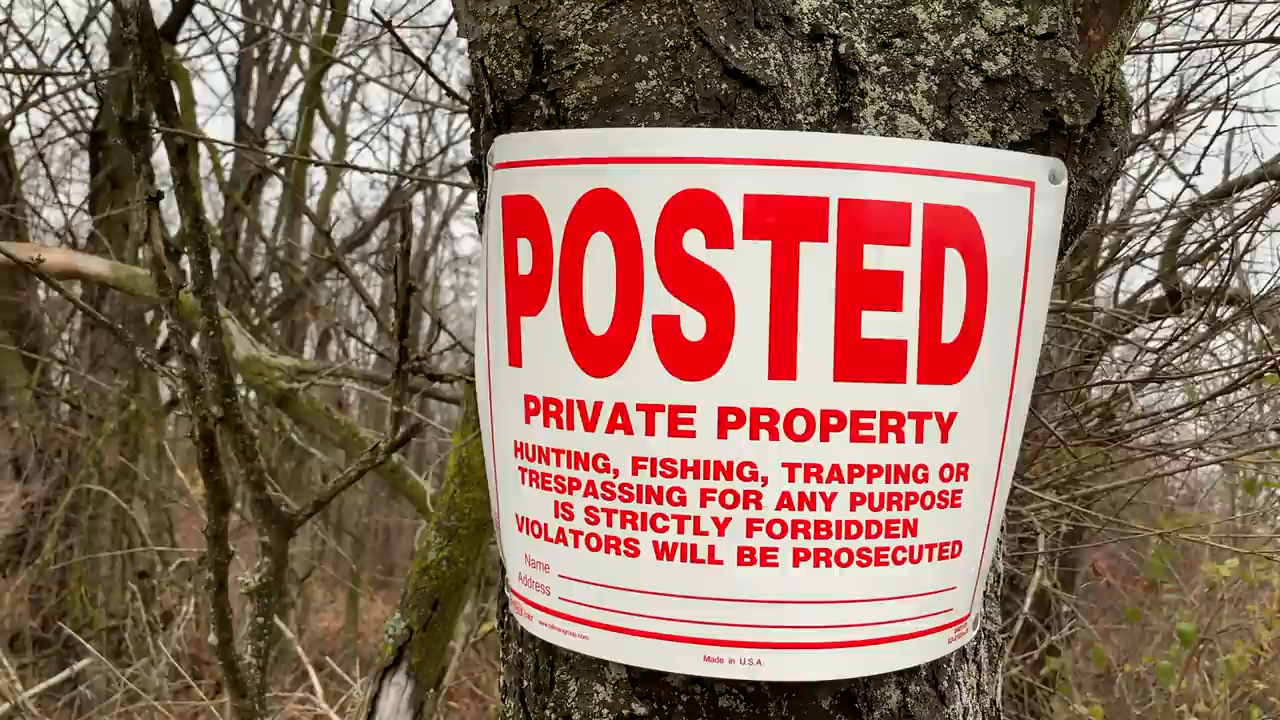 POSTED
PRIVATE PROPERTY
HUNTING, FISHING, TRAPPING OR
TRESPASSING FOR ANY PURPOSE
IS STRICTLY FORBIDDEN
VIOLATORS WILL BE PROSECUTED
Name
Address
Made in U.S.A.